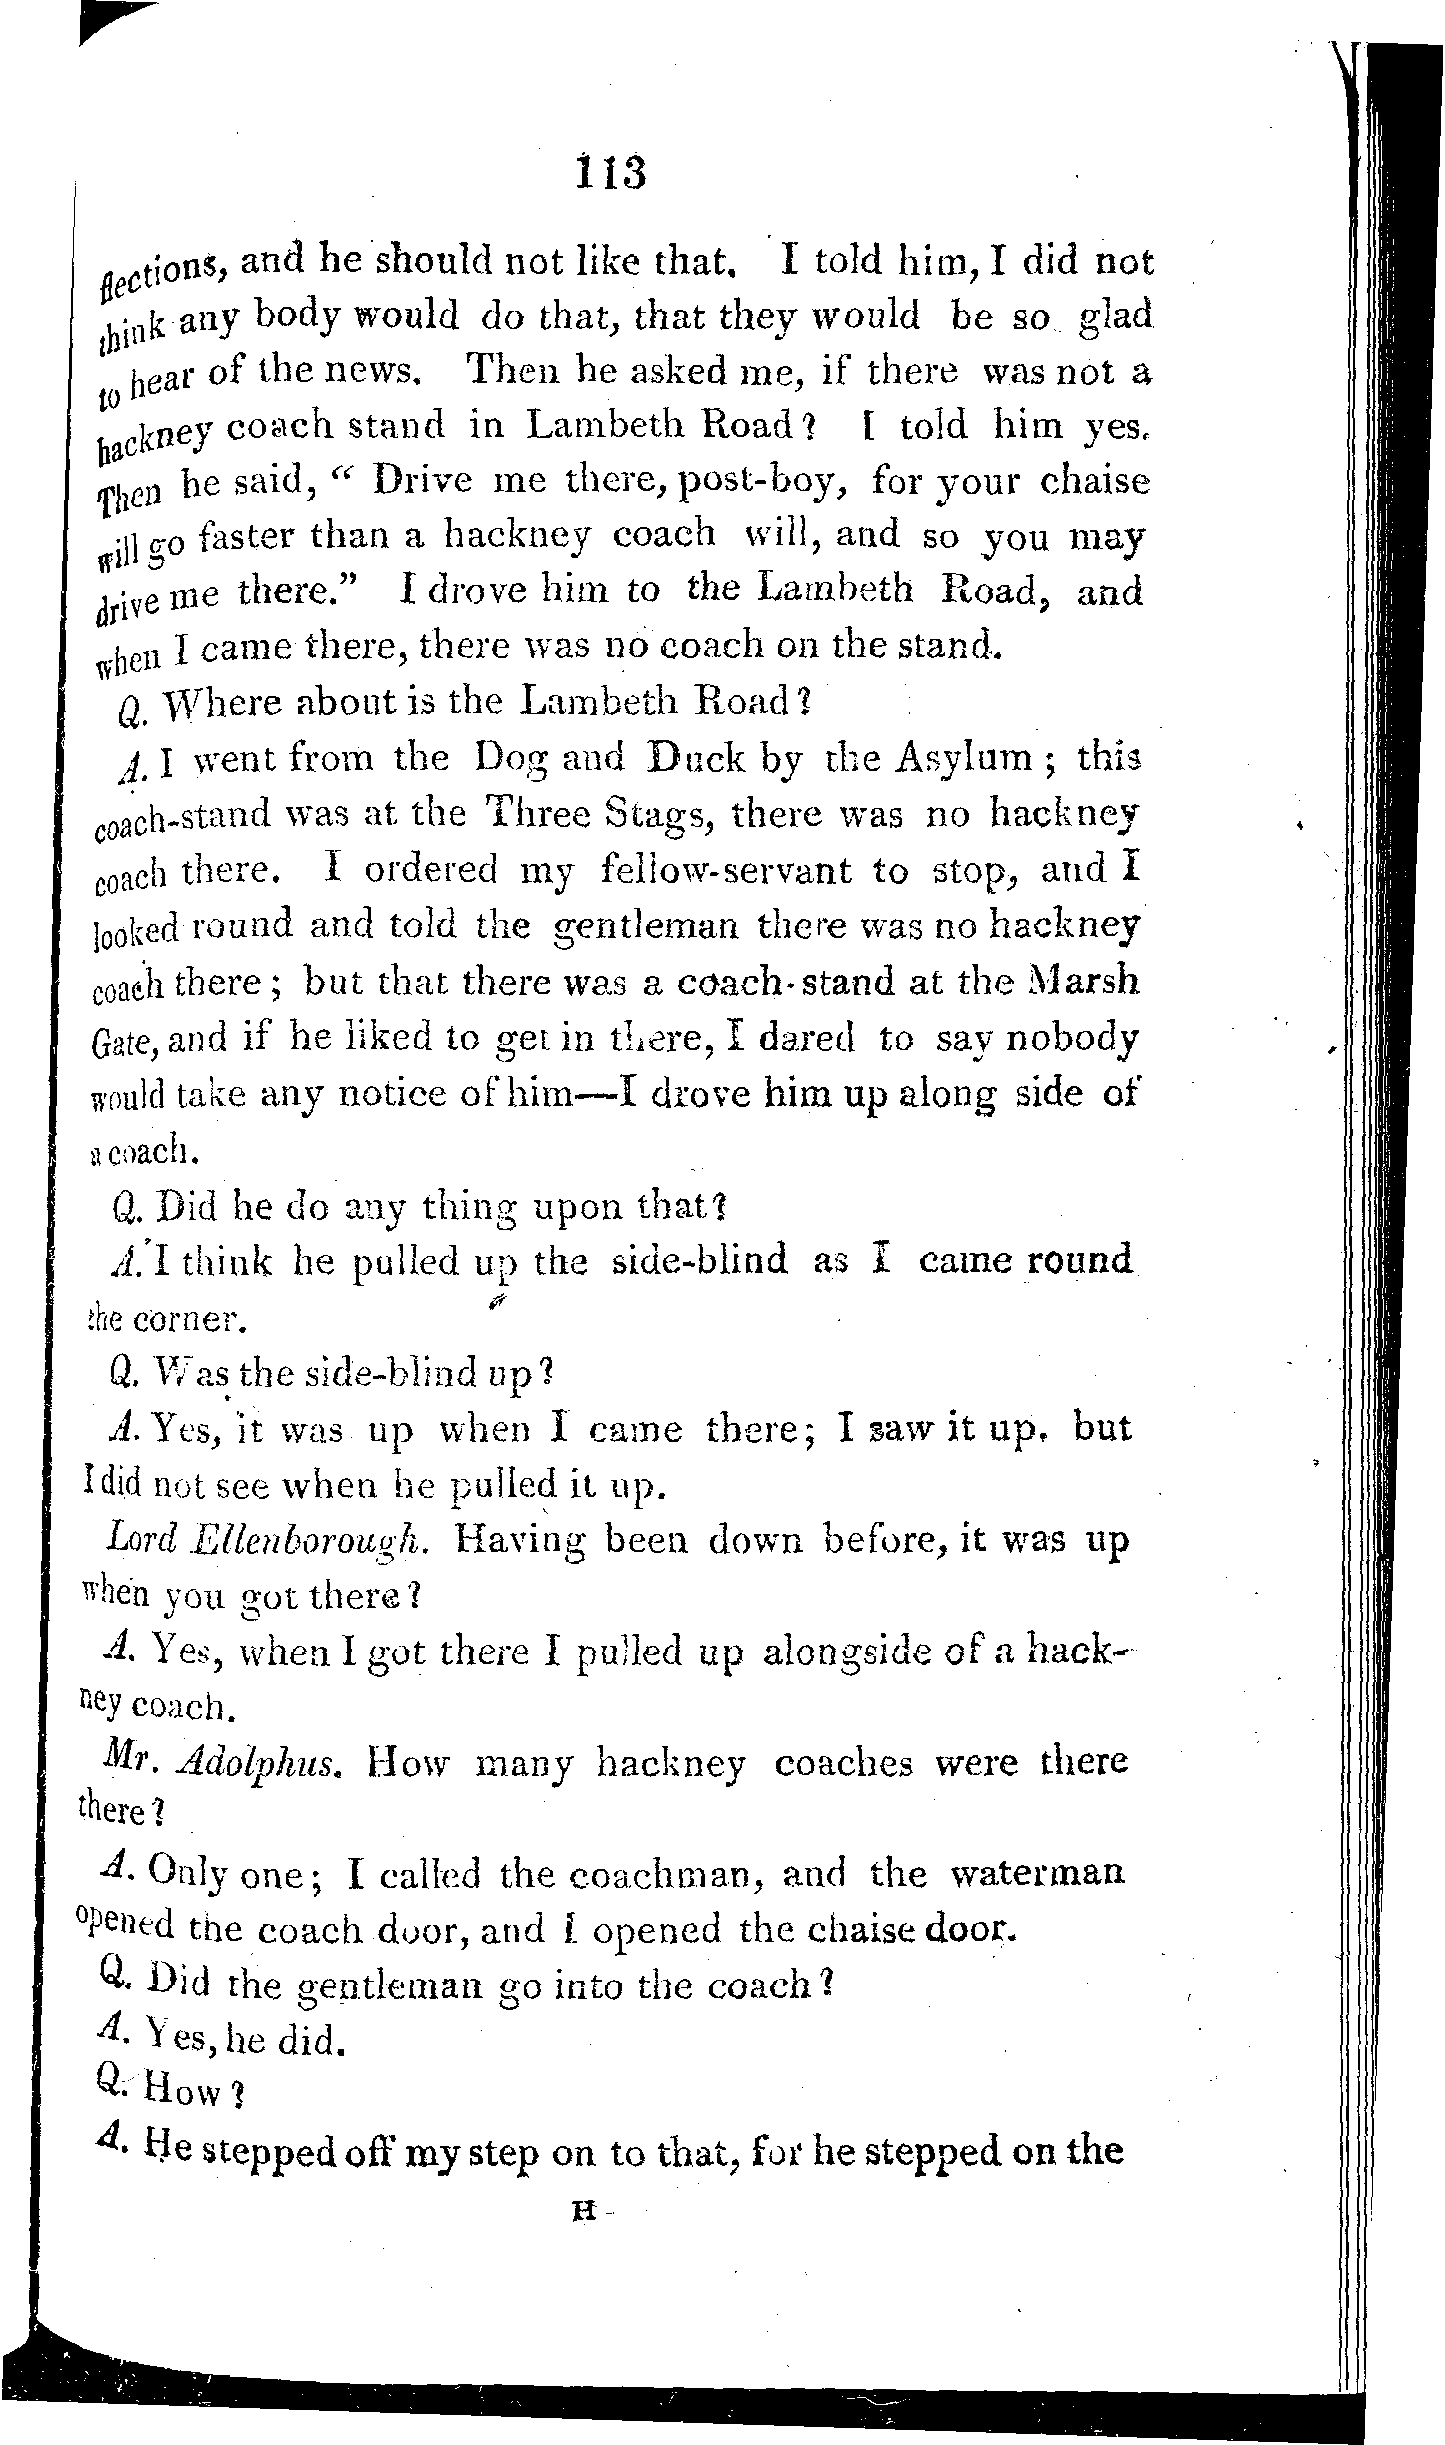 113
flections, and he should not like that. I told him, I did not
think any body would do that, that they would be so glad
to hear of the news. Then he asked me, if there was not a
hackney coach stand in Lambeth Road? I told him yes.
Then he said, “ Drive me there, post-boy, for your chaise
will go faster than a hackney coach will, and so you may
drive me there.” I drove him to the Lambeth Road, and
when I came there, there was no coach on the stand.
Q. Where about is the Lambeth Road?
A. I went from the Dog and Duck by the Asylum ; this
coach-stand was at the Three Stags, there was no hackney
coach there. I ordered my fellow-servant to stop, and I
looked round and told the gentleman there was no hackney
coach there ; but that there was a coach-stand at the Marsh
Gate, and if he liked to get in there, I dared to say nobody
would take any notice of him—I drove him up along side of
a coach.
Q. Did he do any thing upon that?
A. I think he pulled up the side-blind as I came round
the corner.
Q. Was the side-blind up?
A. Yes, it was up when I came there; I saw it up, but
I did not see when he pulled it up.
Lord Ellenborough. Having been down before, it was up
when you got there?
A. Yes, when I got there I pulled up alongside of a hack-
ney coach.
Mr. Adolphus. How many hackney coaches were there
there?
A. Only one; I called the coachman, and the waterman
opened the coach door, and I opened the chaise door.
Q. Did the gentleman go into the coach?
A. Yes, he did.
Q. How?
A. He stepped off my step on to that, for he stepped on the
H